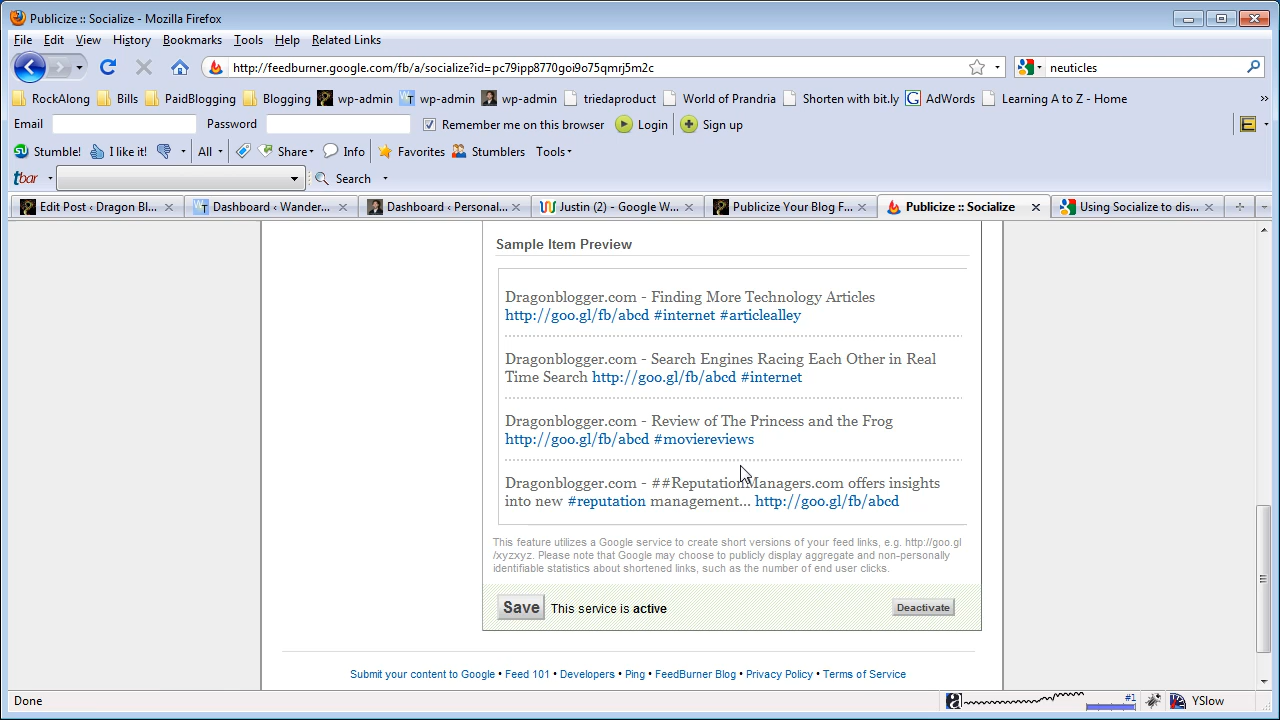 Publicize :: Socialize - Mozilla Firefox
File Edit View History Bookmarks Tools Help Related Links
http://feedburner.google.com/fb/a/socialize?id=pc79ipp8770goi9o75qmrj5m2c neuticles
RockAlong Bills PaidBlogging Blogging wp-admin wp-admin wp-admin triedaproduct World of Prandria Shorten with bit.ly AdWords Learning A to Z - Home »
Email Password Remember me on this browser Login Sign up
Stumble! I like it! All Share Info Favorites Stumblers Tools
tbar Search
Edit Post ‹ Dragon Bl... Dashboard ‹ Wander... Dashboard ‹ Personal... Justin (2) - Google W... Publicize Your Blog F... Publicize :: Socialize Using Socialize to dis...
Sample Item Preview
Dragonblogger.com - Finding More Technology Articles
http://goo.gl/fb/abcd #internet #articlealley
Dragonblogger.com - Search Engines Racing Each Other in Real
Time Search http://goo.gl/fb/abcd #internet
Dragonblogger.com - Review of The Princess and the Frog
http://goo.gl/fb/abcd #moviereviews
Dragonblogger.com - ##ReputationManagers.com offers insights
into new #reputation management... http://goo.gl/fb/abcd
This feature utilizes a Google service to create short versions of your feed links, e.g. http://goo.gl
/xyzxyz. Please note that Google may choose to publicly display aggregate and non-personally
identifiable statistics about shortened links, such as the number of end user clicks.
Save This service is active Deactivate
Submit your content to Google • Feed 101 • Developers • Ping • FeedBurner Blog • Privacy Policy • Terms of Service
Done #1 YSlow